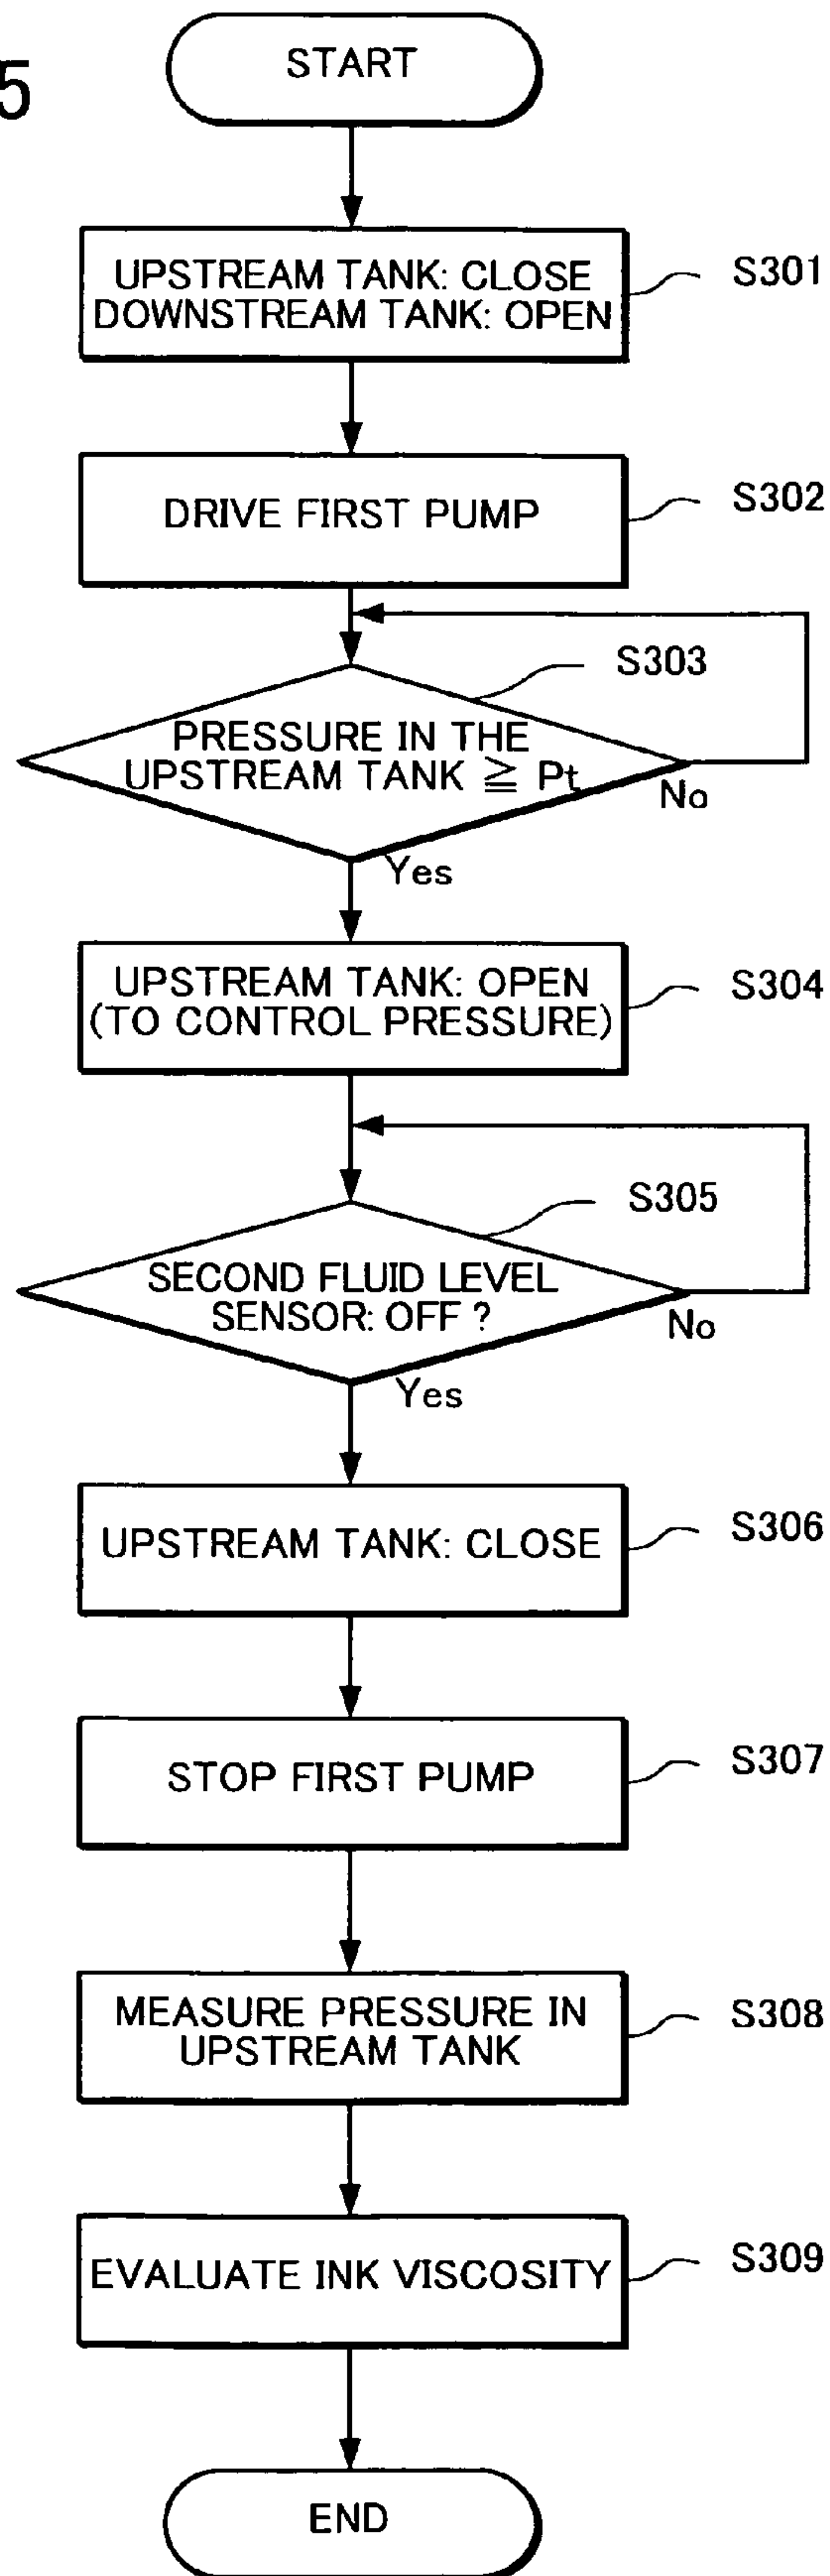 5
START
UPSTREAM TANK: CLOSE
DOWNSTREAM TANK: OPEN
S301
DRIVE FIRST PUMP
S302
S303
PRESSURE IN THE
UPSTREAM TANK ≧ Pt
No
Yes
UPSTREAM TANK: OPEN
(TO CONTROL PRESSURE)
S304
S305
SECOND FLUID LEVEL
SENSOR: OFF ?
No
Yes
UPSTREAM TANK: CLOSE
S306
STOP FIRST PUMP
S307
MEASURE PRESSURE IN
UPSTREAM TANK
S308
EVALUATE INK VISCOSITY
S309
END